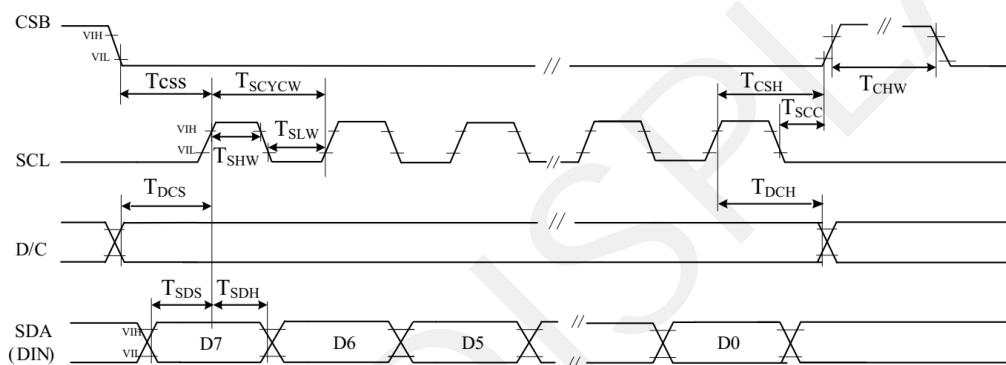 CSB
VIH
VIL
Tcss
TSCYCW
TCSH
TCHW
TSCC
SCL
VIH
VIL
TSHW
TSLW
TDCS
TDCH
D/C
TSDS
TSDH
SDA
(DIN)
VIH
VIL
D7
D6
D5
D0
DISPLA